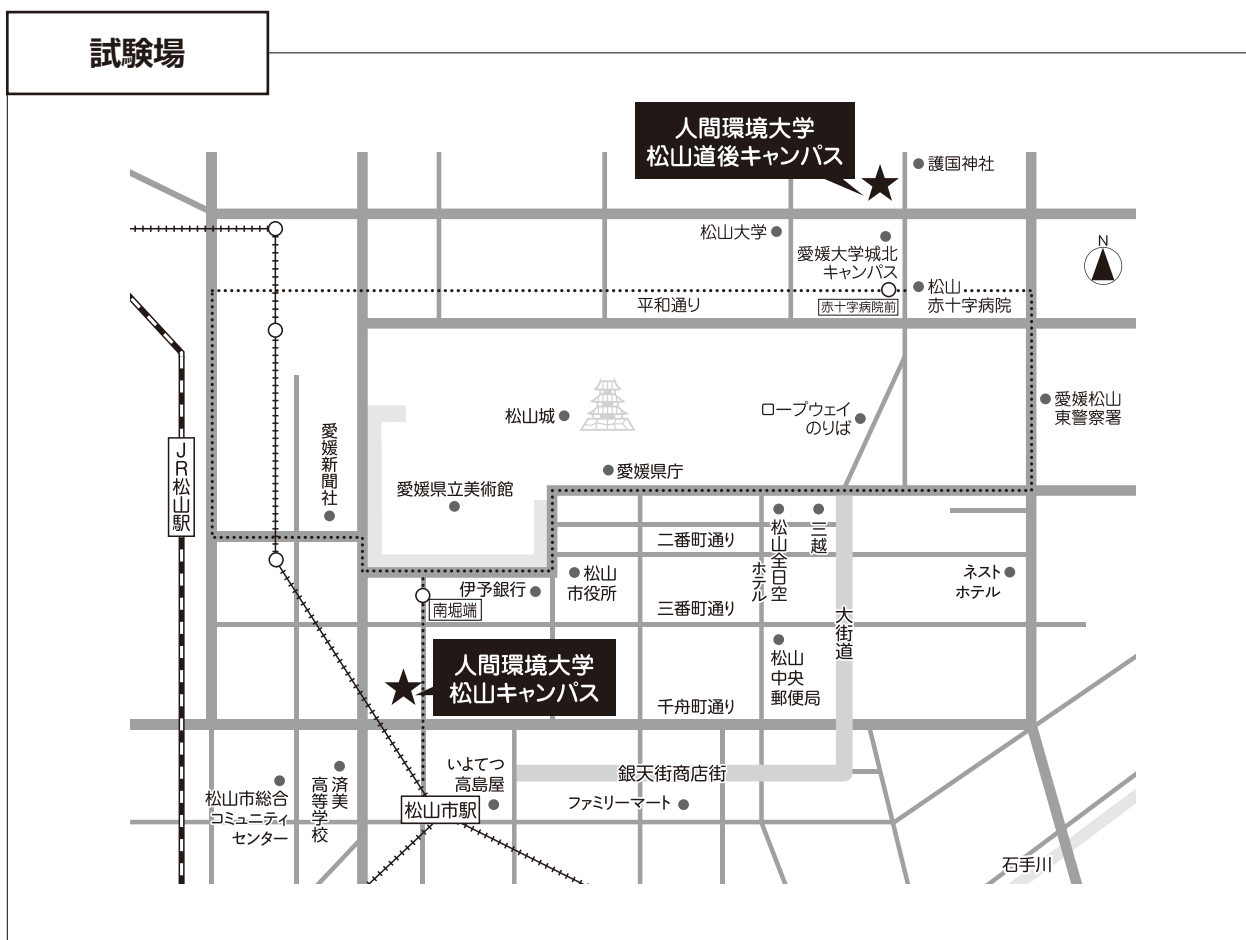 試験場
人間環境大学
松山道後キャンパス
護国神社
松山大学
愛媛大学城北
キャンパス
N
松山
赤十字病院
平和通り
赤十字病院前
松山城
ロープウェイ
のりば
愛媛松山
東警察署
愛媛新聞社
JR松山駅
愛媛県庁
愛媛県立美術館
二番町通り
松山全日空
ホテル
三越
伊予銀行
松山
市役所
ネスト
ホテル
南堀端
三番町通り
大街道
人間環境大学
松山キャンパス
松山
中央
郵便局
千舟町通り
いよてつ
高島屋
銀天街商店街
松山市総合
コミュニティ
センター
済美
高等学校
松山市駅
ファミリーマート
石手川